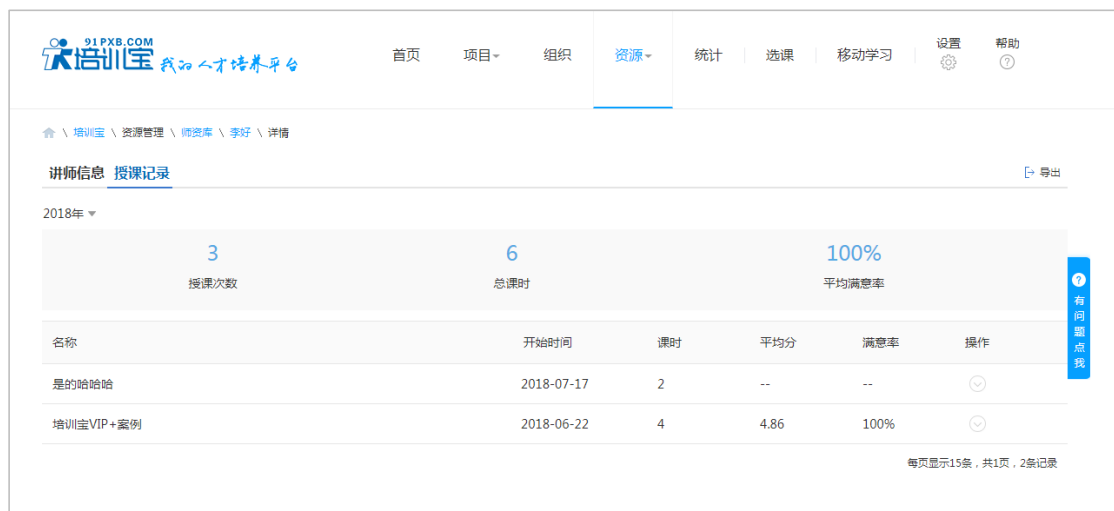 91PXB.COM
培训宝 我的人才培养平台
首页 项目 组织 资源 统计 选课 移动学习 设置 帮助
\ 培训宝 \ 资源管理 \ 师资库 \ 李好 \ 详情
讲师信息 授课记录 导出
2018年
3 6 100%
授课次数 总课时 平均满意率
名称 开始时间 课时 平均分 满意率 操作
是的哈哈哈 2018-07-17 2 -- --
培训宝VIP+案例 2018-06-22 4 4.86 100%
每页显示15条，共1页，2条记录
有问题点我